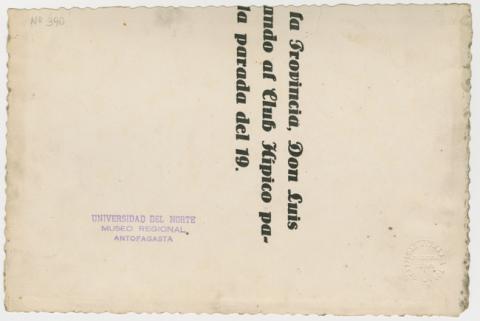 Nº 390
la Provincia, Don Luis
ando al Club Hípico pa-
la parada del 19.
UNIVERSIDAD DEL NORTE
MUSEO REGIONAL
ANTOFAGASTA